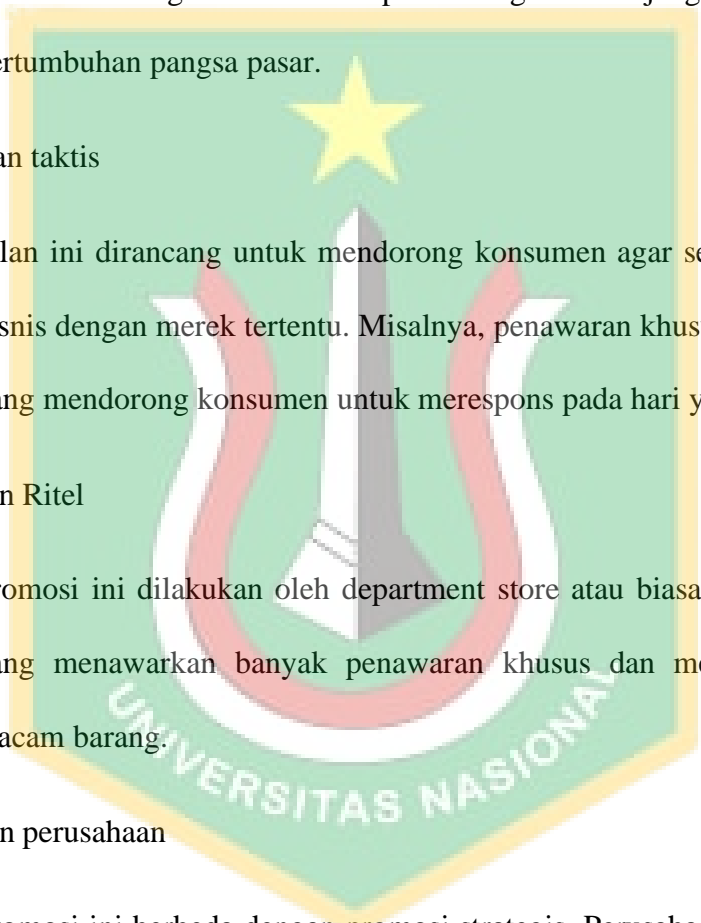 ertumbuhan pangsa pasar.
an taktis
lan ini dirancang untuk mendorong konsumen agar se
snis dengan merek tertentu. Misalnya, penawaran khus
ang mendorong konsumen untuk merespons pada hari y
n Ritel
romosi ini dilakukan oleh department store atau biasa
ang menawarkan banyak penawaran khusus dan me
acam barang.
UNIVERSITAS NASIONAL
n perusahaan